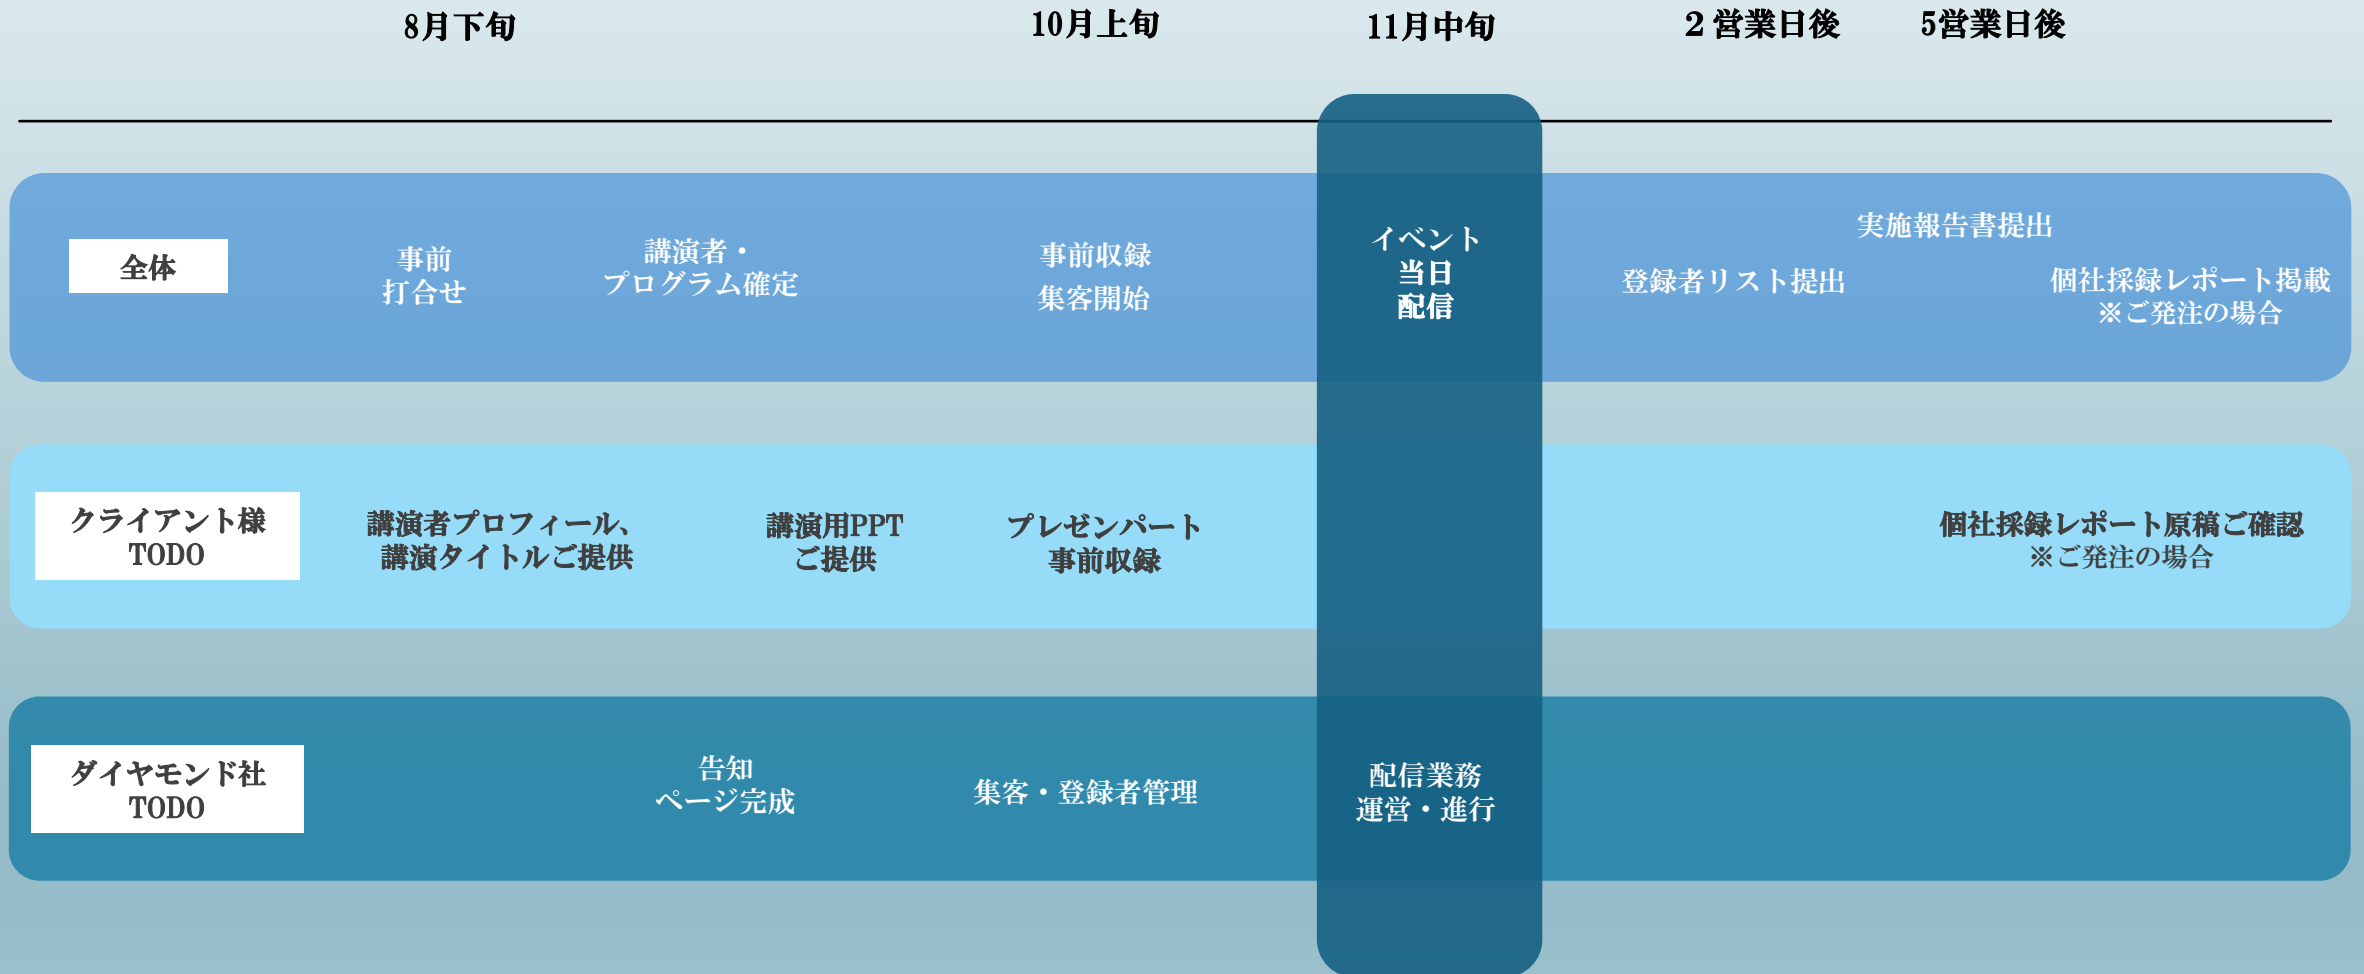 8月下旬
10月上旬
11月中旬
２営業日後
5営業日後
全体
事前
打合せ
講演者・
プログラム確定
事前収録
集客開始
イベント
当日
配信
登録者リスト提出
実施報告書提出
個社採録レポート掲載
※ご発注の場合
クライアント様
TODO
講演者プロフィール、
講演タイトルご提供
講演用PPT
ご提供
プレゼンパート
事前収録
個社採録レポート原稿ご確認
※ご発注の場合
ダイヤモンド社
TODO
告知
ページ完成
集客・登録者管理
配信業務
運営・進行